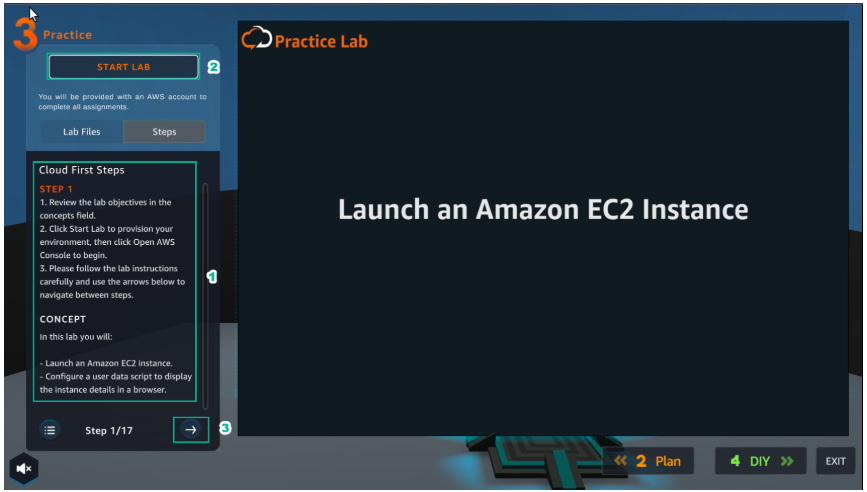 3
Practice
START LAB
2
You will be provided with an AWS account to
complete all assignments.
Lab Files
Steps
Cloud First Steps
STEP 1
1. Review the lab objectives in the
concepts field.
2. Click Start Lab to provision your
environment, then click Open AWS
Console to begin.
3. Please follow the lab instructions
carefully and use the arrows below to
navigate between steps.
1
CONCEPT
In this lab you will:
- Launch an Amazon EC2 instance.
- Configure a user data script to display
the instance details in a browser.
Step 1/17
3
Practice Lab
Launch an Amazon EC2 Instance
2 Plan
4 DIY
EXIT